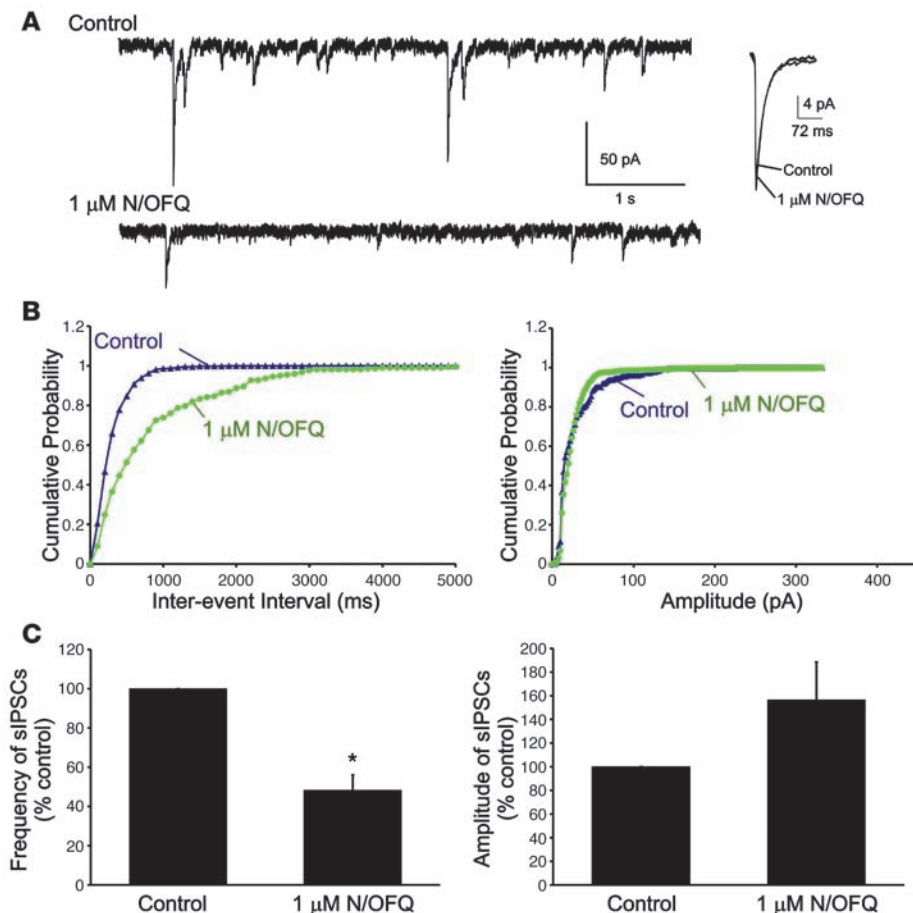 A
Control
4 pA
72 ms
Control
1 μM N/OFQ
50 pA
1 s
1 μM N/OFQ
B
1.2
1
0.8
0.6
0.4
0.2
0
Cumulative Probability
Control
1 μM N/OFQ
0
1000
2000
3000
4000
5000
Inter-event Interval (ms)
1.2
1
0.8
0.6
0.4
0.2
0
Cumulative Probability
Control
1 μM N/OFQ
0
100
200
300
400
Amplitude (pA)
C
120
100
80
60
40
20
0
Frequency of sIPSCs
(% control)
*
Control
1 μM N/OFQ
200
180
160
140
120
100
80
60
40
20
0
Amplitude of sIPSCs
(% control)
Control
1 μM N/OFQ